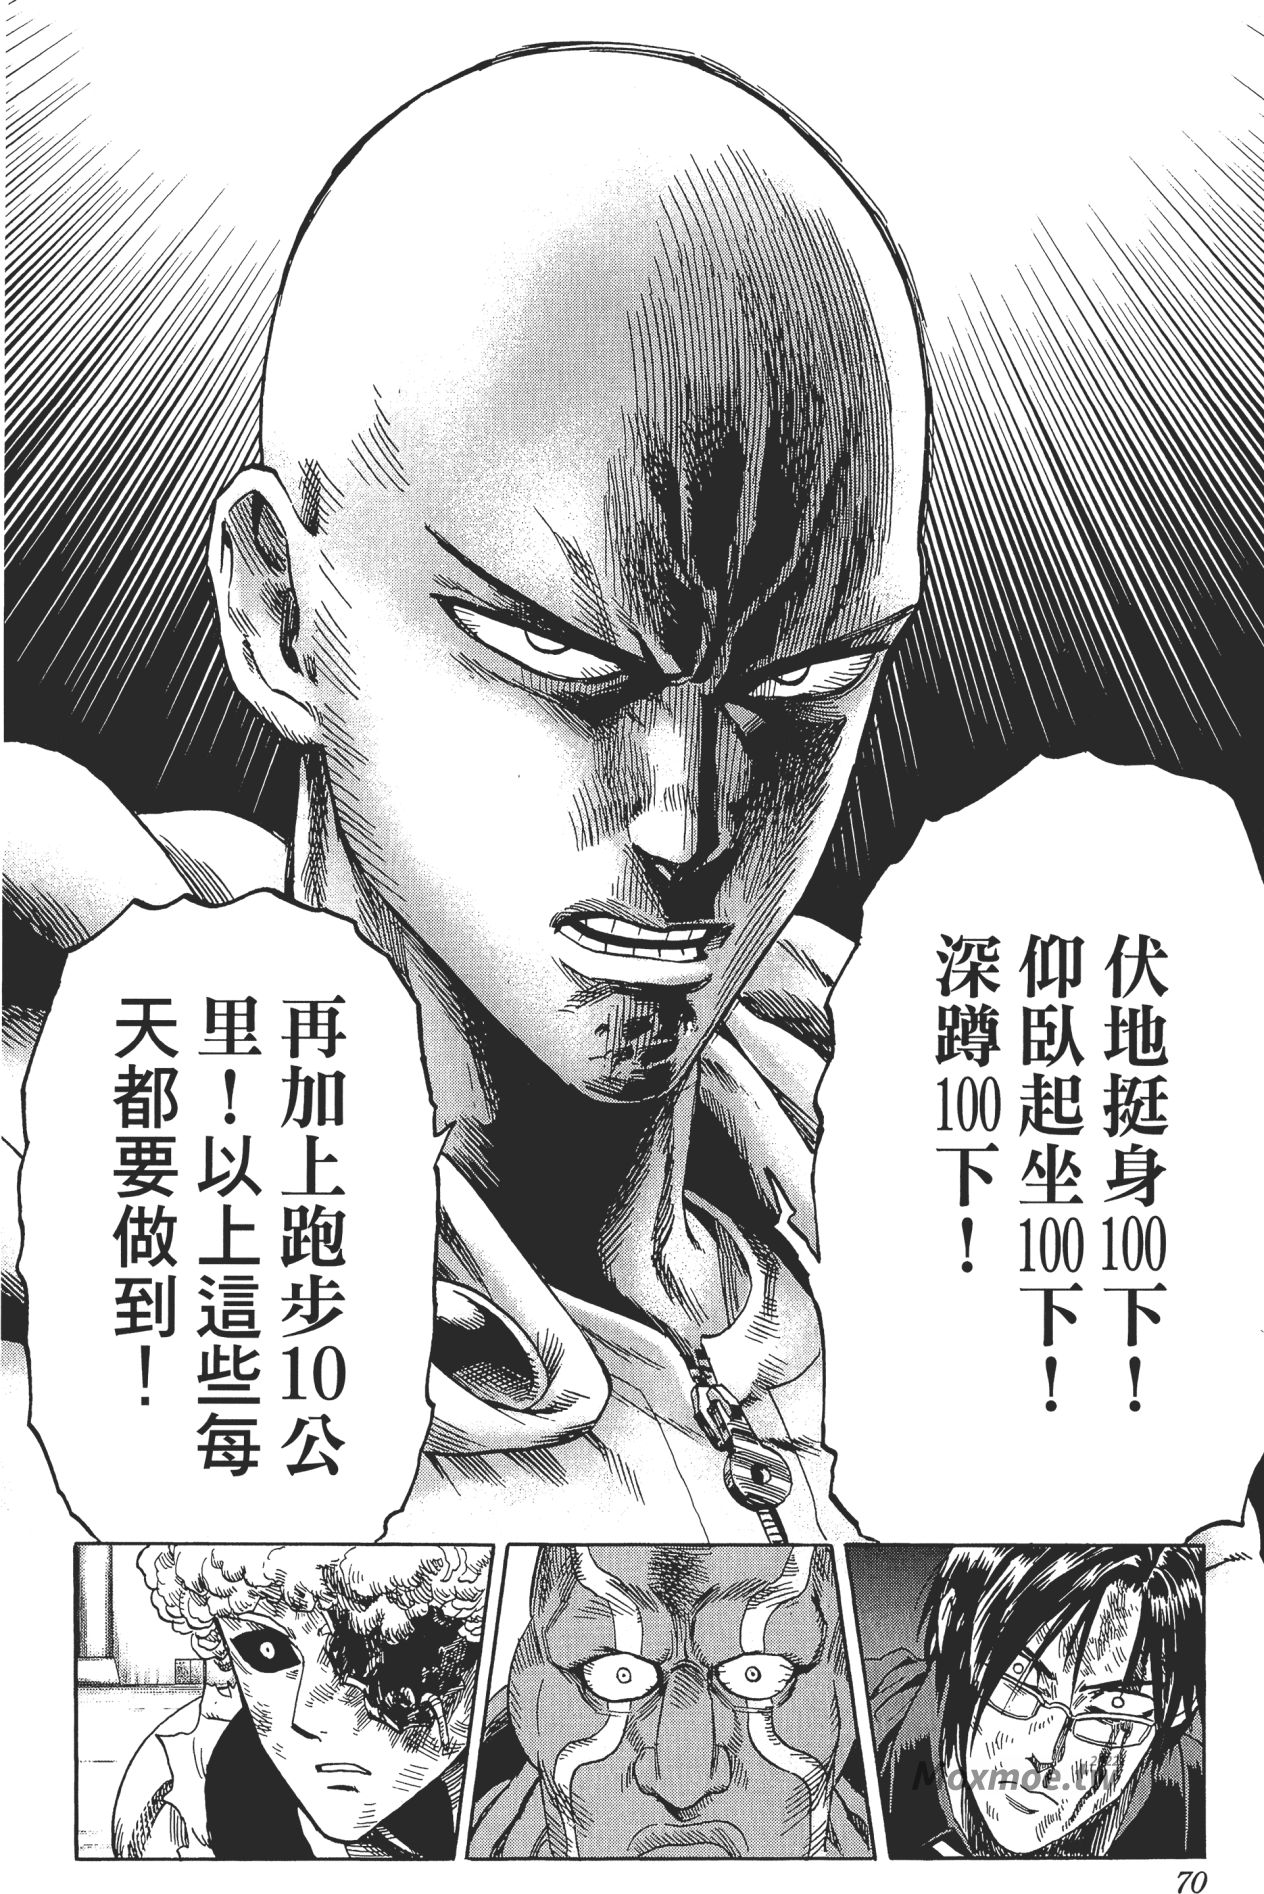 伏地挺身100下！
仰臥起坐100下！
深蹲100下！
再加上跑步10公
里！以上這些每
天都要做到！
Moxmoe.tw
70